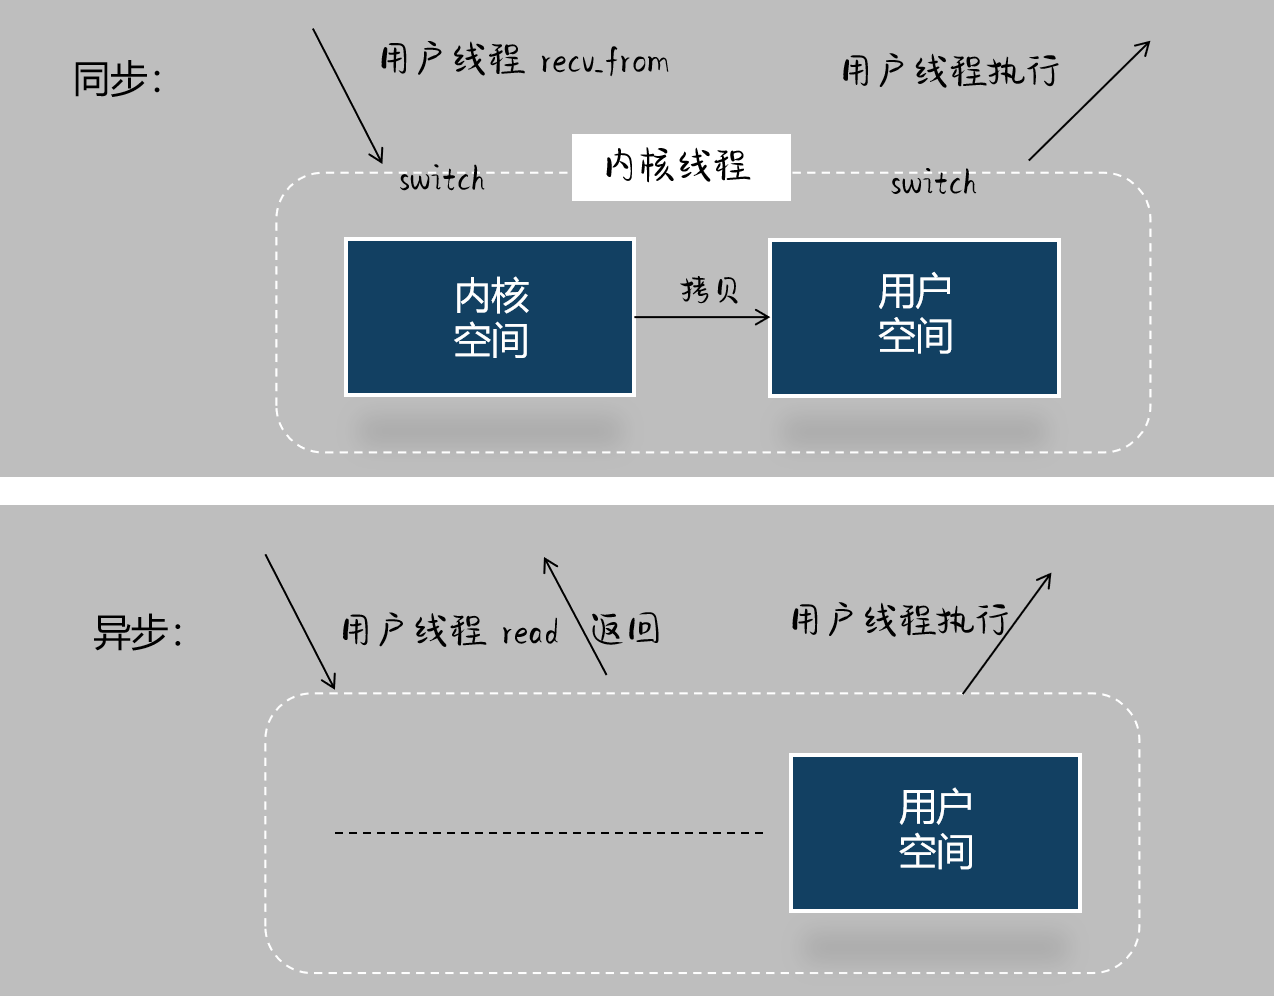 同步：
用户线程 recv_from
用户线程执行
switch
内核线程
switch
内核
空间
拷贝
用户
空间
异步：
用户线程 read
返回
用户线程执行
用户
空间